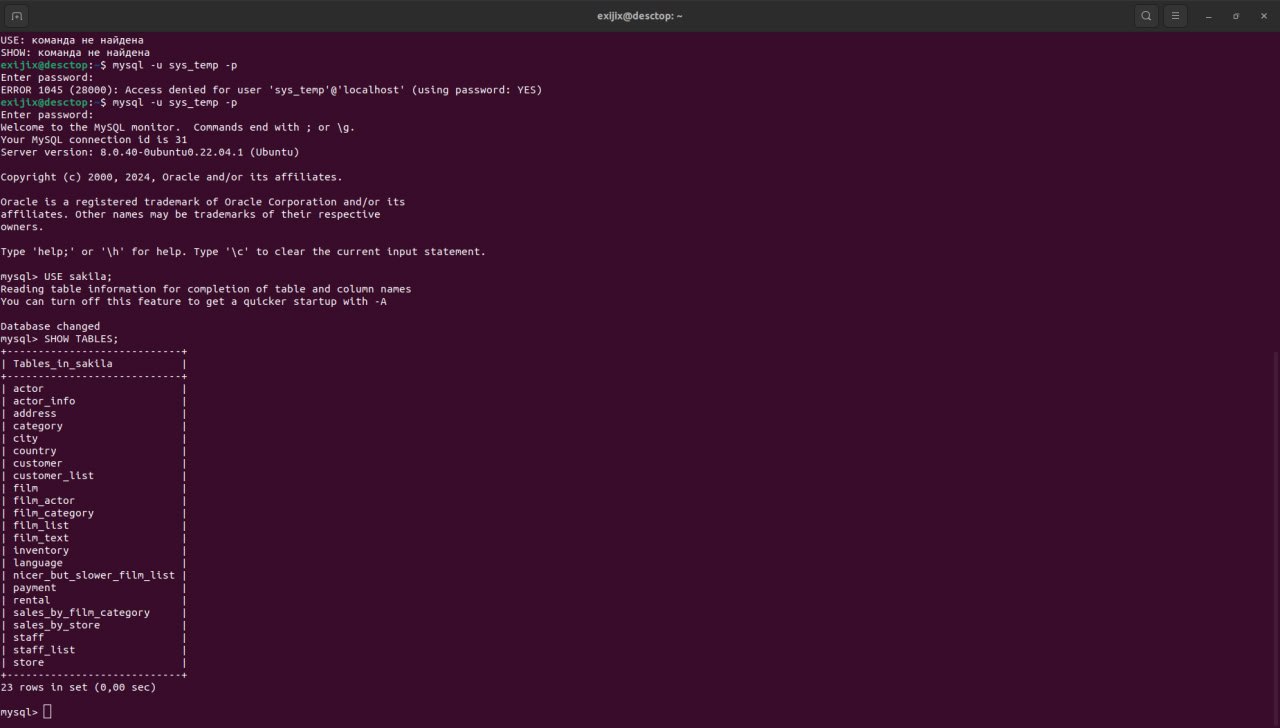 exijix@desctop: ~
USE: команда не найдена
SHOW: команда не найдена
exijix@desctop:~$ mysql -u sys_temp -p
Enter password:
ERROR 1045 (28000): Access denied for user 'sys_temp'@'localhost' (using password: YES)
exijix@desctop:~$ mysql -u sys_temp -p
Enter password:
Welcome to the MySQL monitor.  Commands end with ; or \g.
Your MySQL connection id is 31
Server version: 8.0.40-0ubuntu0.22.04.1 (Ubuntu)
Copyright (c) 2000, 2024, Oracle and/or its affiliates.
Oracle is a registered trademark of Oracle Corporation and/or its
affiliates. Other names may be trademarks of their respective
owners.
Type 'help;' or '\h' for help. Type '\c' to clear the current input statement.
mysql> USE sakila;
Reading table information for completion of table and column names
You can turn off this feature to get a quicker startup with -A
Database changed
mysql> SHOW TABLES;
+----------------------------+
| Tables_in_sakila           |
+----------------------------+
| actor                      |
| actor_info                 |
| address                    |
| category                   |
| city                       |
| country                    |
| customer                   |
| customer_list              |
| film                       |
| film_actor                 |
| film_category              |
| film_list                  |
| film_text                  |
| inventory                  |
| language                   |
| nicer_but_slower_film_list |
| payment                    |
| rental                     |
| sales_by_film_category     |
| sales_by_store             |
| staff                      |
| staff_list                 |
| store                      |
+----------------------------+
23 rows in set (0,00 sec)
mysql>